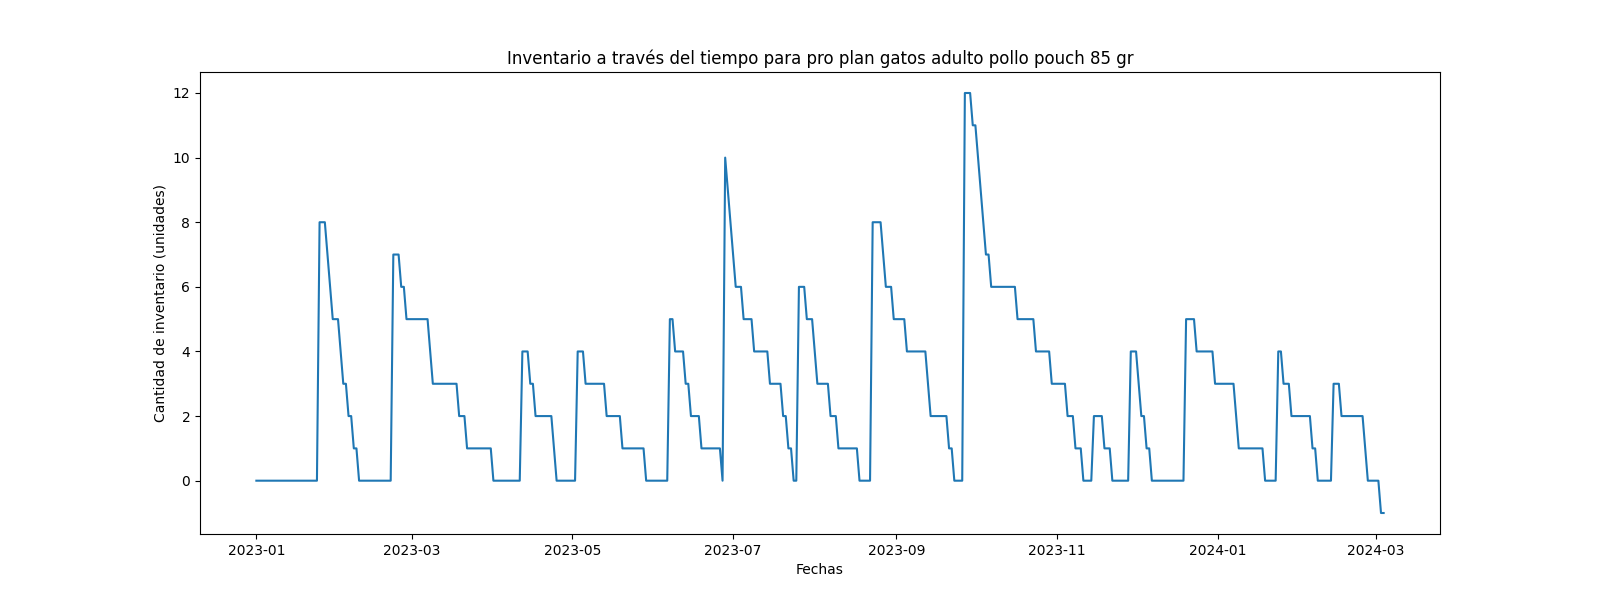 Inventario a través del tiempo para pro plan gatos adulto pollo pouch 85 gr
Cantidad de inventario (unidades)
12
10
8
6
4
2
0
2023-01 2023-03 2023-05 2023-07 2023-09 2023-11 2024-01 2024-03
Fechas